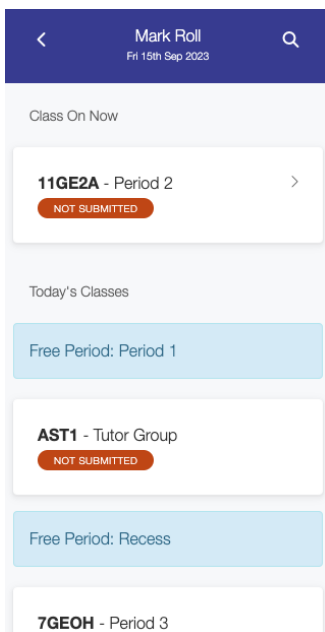 Mark Roll
Fri 15th Sep 2023
Class On Now
11GE2A - Period 2
NOT SUBMITTED
Today's Classes
Free Period: Period 1
AST1 - Tutor Group
NOT SUBMITTED
Free Period: Recess
7GEOH - Period 3